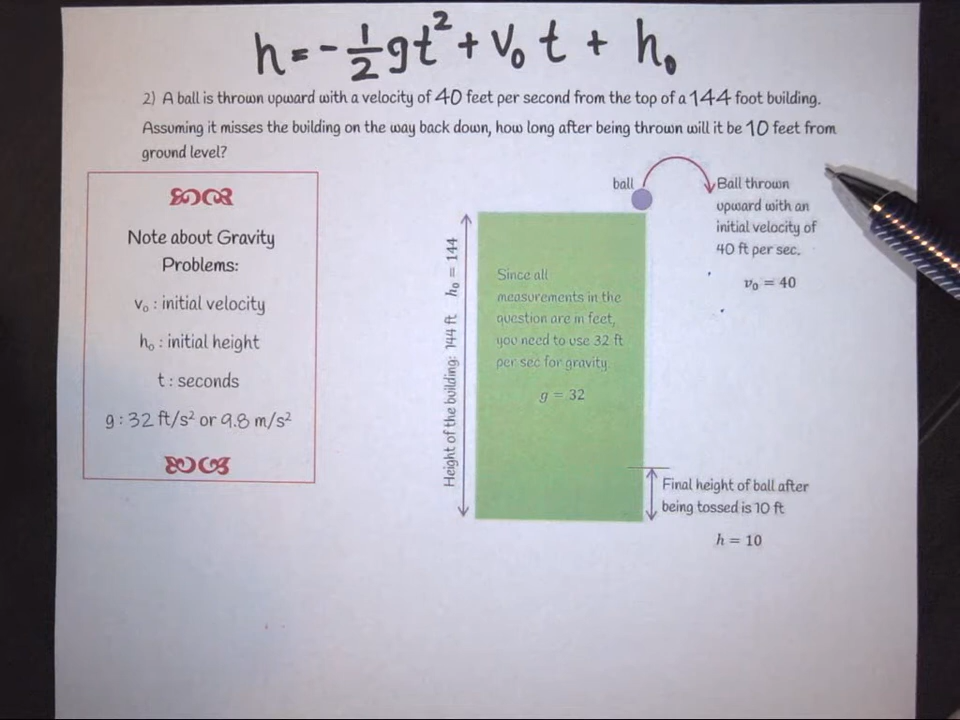 h = -½gt² + v₀t + h₀
2) A ball is thrown upward with a velocity of 40 feet per second from the top of a 144 foot building.
Assuming it misses the building on the way back down, how long after being thrown will it be 10 feet from
ground level?
Note about Gravity
Problems:
v₀ : initial velocity
h₀ : initial height
t : seconds
g : 32 ft/s² or 9.8 m/s²
Height of the building: 144 ft h₀ = 144
Since all
measurements in the
question are in feet,
you need to use 32 ft
per sec for gravity.
g = 32
ball
Ball thrown
upward with an
initial velocity of
40 ft per sec.
v₀ = 40
Final height of ball after
being tossed is 10 ft
h = 10